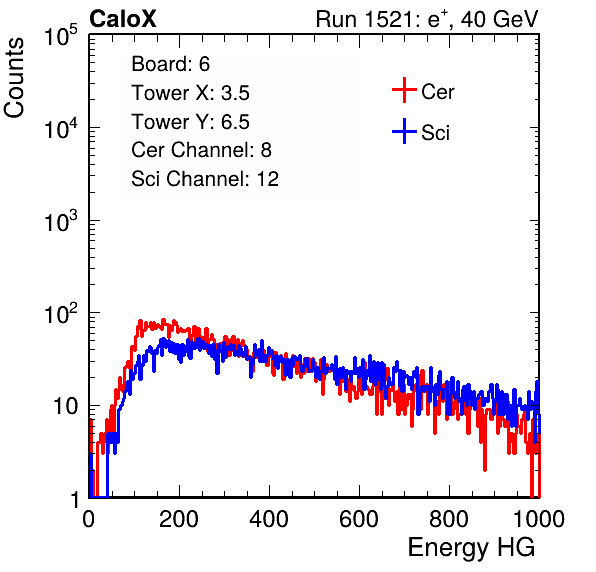 CaloX Run 1521: e⁺, 40 GeV
Counts
10⁵
10⁴
10³
10²
10
1
Board: 6
Tower X: 3.5
Tower Y: 6.5
Cer Channel: 8
Sci Channel: 12
Cer
Sci
0 200 400 600 800 1000
Energy HG